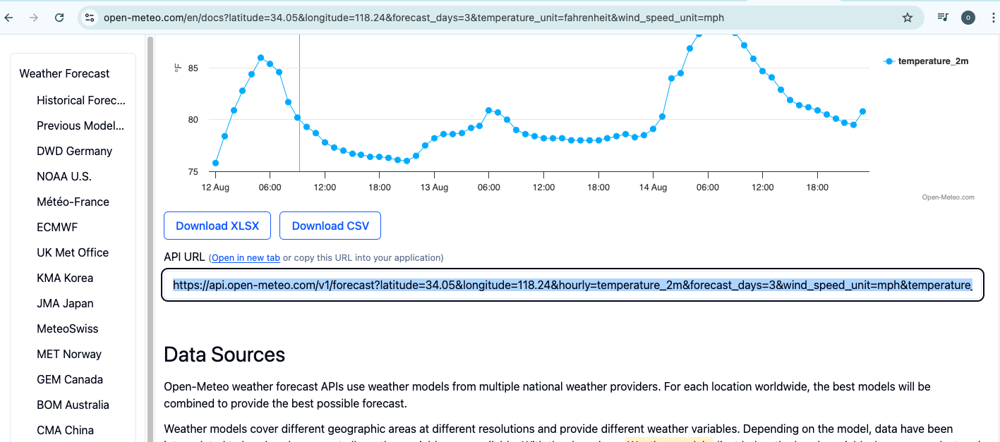 open-meteo.com/en/docs?latitude=34.05&longitude=118.24&forecast_days=3&temperature_unit=fahrenheit&wind_speed_unit=mph
o
Weather Forecast
Historical Forec...
Previous Model...
DWD Germany
NOAA U.S.
Météo-France
ECMWF
UK Met Office
KMA Korea
JMA Japan
MeteoSwiss
MET Norway
GEM Canada
BOM Australia
CMA China
°F
85
80
75
temperature_2m
12 Aug 06:00 12:00 18:00 13 Aug 06:00 12:00 18:00 14 Aug 06:00 12:00 18:00
Open-Meteo.com
Download XLSX Download CSV
API URL (Open in new tab or copy this URL into your application)
https://api.open-meteo.com/v1/forecast?latitude=34.05&longitude=118.24&hourly=temperature_2m&forecast_days=3&wind_speed_unit=mph&temperature_
Data Sources
Open-Meteo weather forecast APIs use weather models from multiple national weather providers. For each location worldwide, the best models will be
combined to provide the best possible forecast.
Weather models cover different geographic areas at different resolutions and provide different weather variables. Depending on the model, data have been